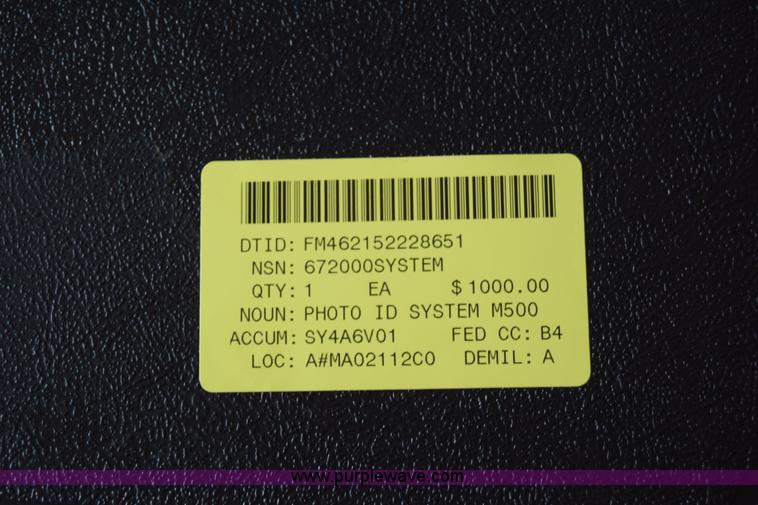 DTID: FM462152228651
NSN: 672000SYSTEM
QTY: 1 EA $1000.00
NOUN: PHOTO ID SYSTEM M500
ACCUM: SY4A6V01 FED CC: B4
LOC: A#MA02112C0 DEMIL: A
www.purplewave.com